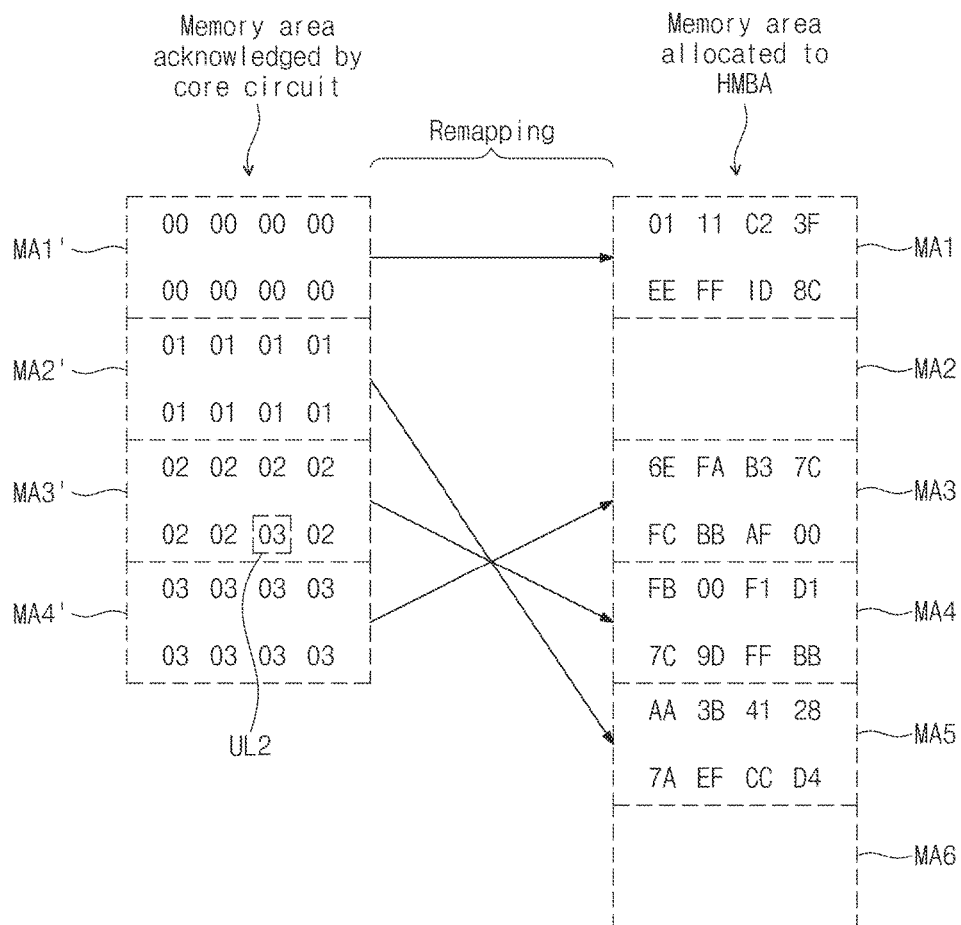 Memory area
acknowledged by
core circuit
Memory area
allocated to
HMBA
Remapping
MA1'
00 00 00 00
00 00 00 00
MA2'
01 01 01 01
01 01 01 01
MA3'
02 02 02 02
02 02 03 02
MA4'
03 03 03 03
03 03 03 03
UL2
01 11 C2 3F
EE FF 1D 8C
MA1
MA2
6E FA B3 7C
FC BB AF 00
MA3
FB 00 F1 D1
7C 9D FF BB
MA4
AA 3B 41 28
7A EF CC D4
MA5
MA6